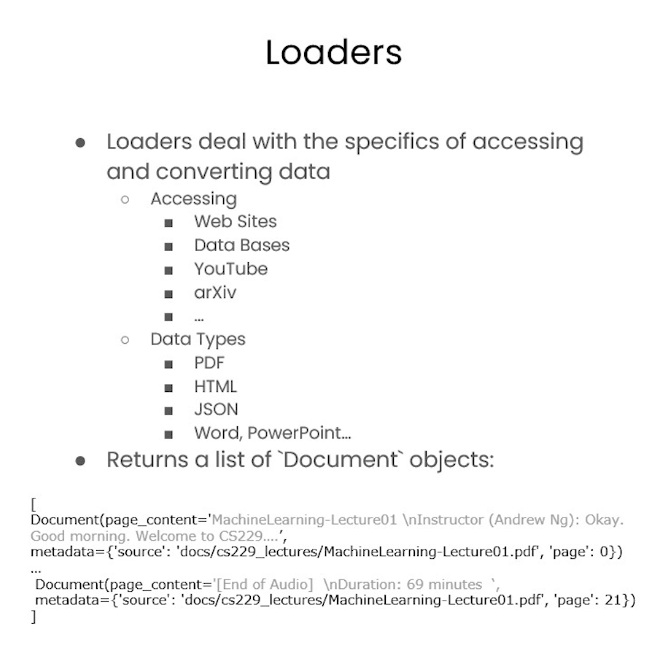 Loaders
● Loaders deal with the specifics of accessing
and converting data
○ Accessing
■ Web Sites
■ Data Bases
■ YouTube
■ arXiv
■ ...
○ Data Types
■ PDF
■ HTML
■ JSON
■ Word, PowerPoint...
● Returns a list of `Document` objects:
[
Document(page_content='MachineLearning-Lecture01 \nInstructor (Andrew Ng): Okay.
Good morning. Welcome to CS229....',
metadata={'source': 'docs/cs229_lectures/MachineLearning-Lecture01.pdf', 'page': 0})
...
Document(page_content='[End of Audio] \nDuration: 69 minutes ',
metadata={'source': 'docs/cs229_lectures/MachineLearning-Lecture01.pdf', 'page': 21})
]